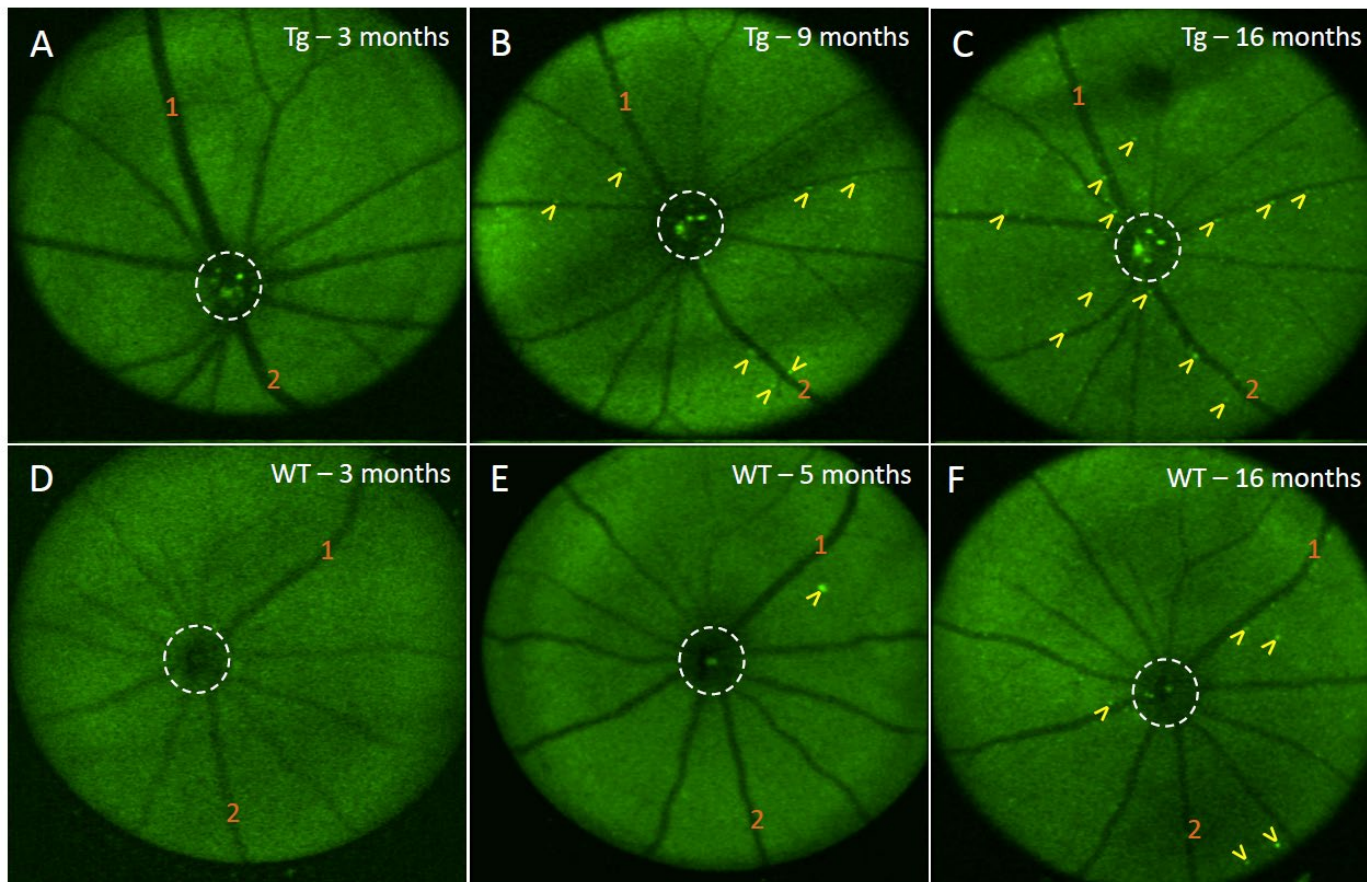 A
Tg – 3 months
1
2
B
Tg – 9 months
1
2
C
Tg – 16 months
1
2
D
WT – 3 months
1
2
E
WT – 5 months
1
2
F
WT – 16 months
1
2